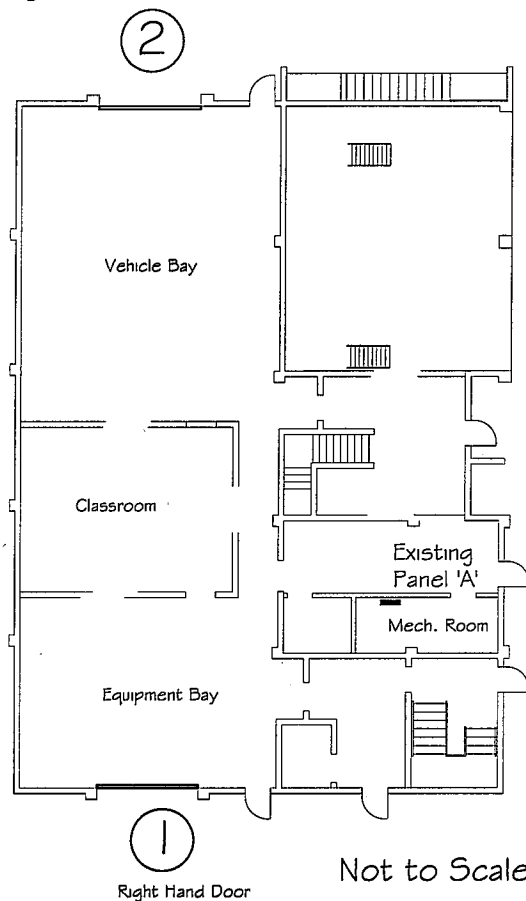 2
Vehicle Bay
Classroom
Existing
Panel 'A'
Mech. Room
Equipment Bay
1
Right Hand Door
Not to Scale